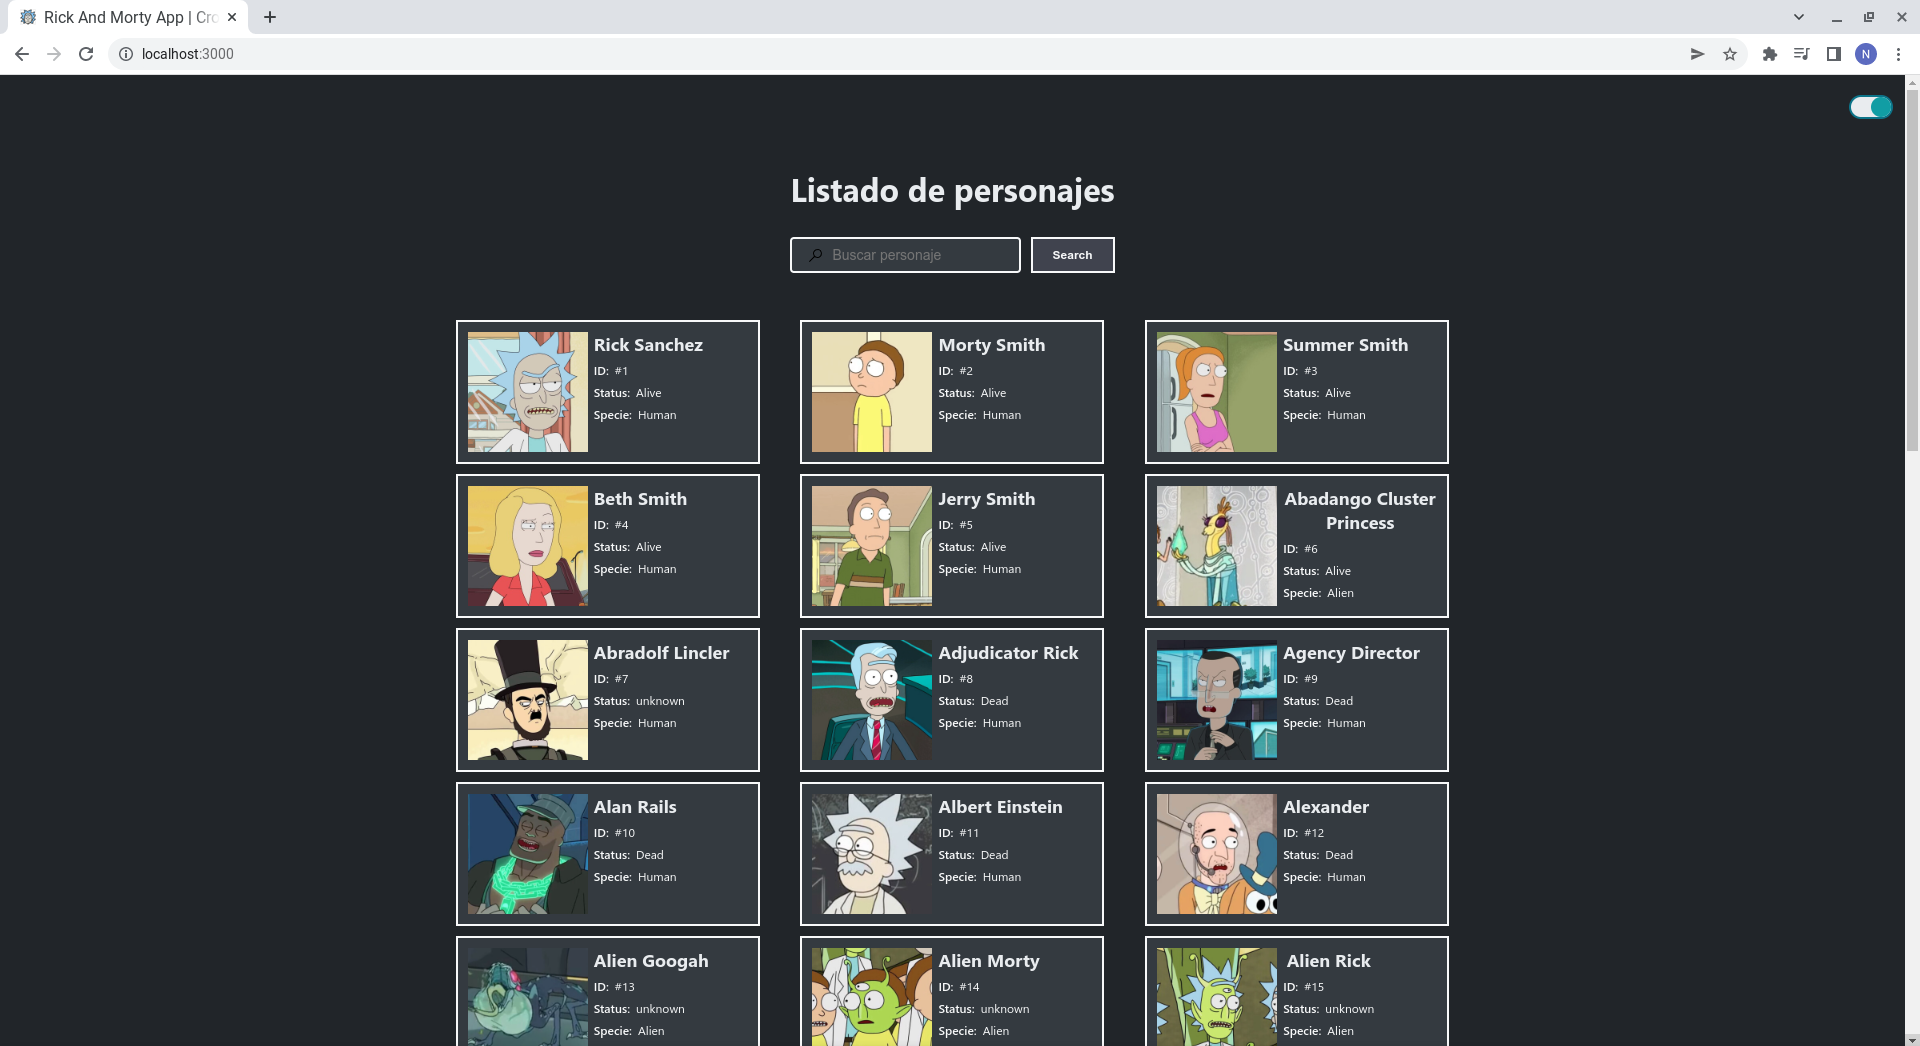 Rick And Morty App | Cro
localhost:3000
N
Listado de personajes
Buscar personaje
Search
Rick Sanchez
ID: #1
Status: Alive
Specie: Human
Morty Smith
ID: #2
Status: Alive
Specie: Human
Summer Smith
ID: #3
Status: Alive
Specie: Human
Beth Smith
ID: #4
Status: Alive
Specie: Human
Jerry Smith
ID: #5
Status: Alive
Specie: Human
Abadango Cluster
Princess
ID: #6
Status: Alive
Specie: Alien
Abradolf Lincler
ID: #7
Status: unknown
Specie: Human
Adjudicator Rick
ID: #8
Status: Dead
Specie: Human
Agency Director
ID: #9
Status: Dead
Specie: Human
Alan Rails
ID: #10
Status: Dead
Specie: Human
Albert Einstein
ID: #11
Status: Dead
Specie: Human
Alexander
ID: #12
Status: Dead
Specie: Human
Alien Googah
ID: #13
Status: unknown
Specie: Alien
Alien Morty
ID: #14
Status: unknown
Specie: Alien
Alien Rick
ID: #15
Status: unknown
Specie: Alien